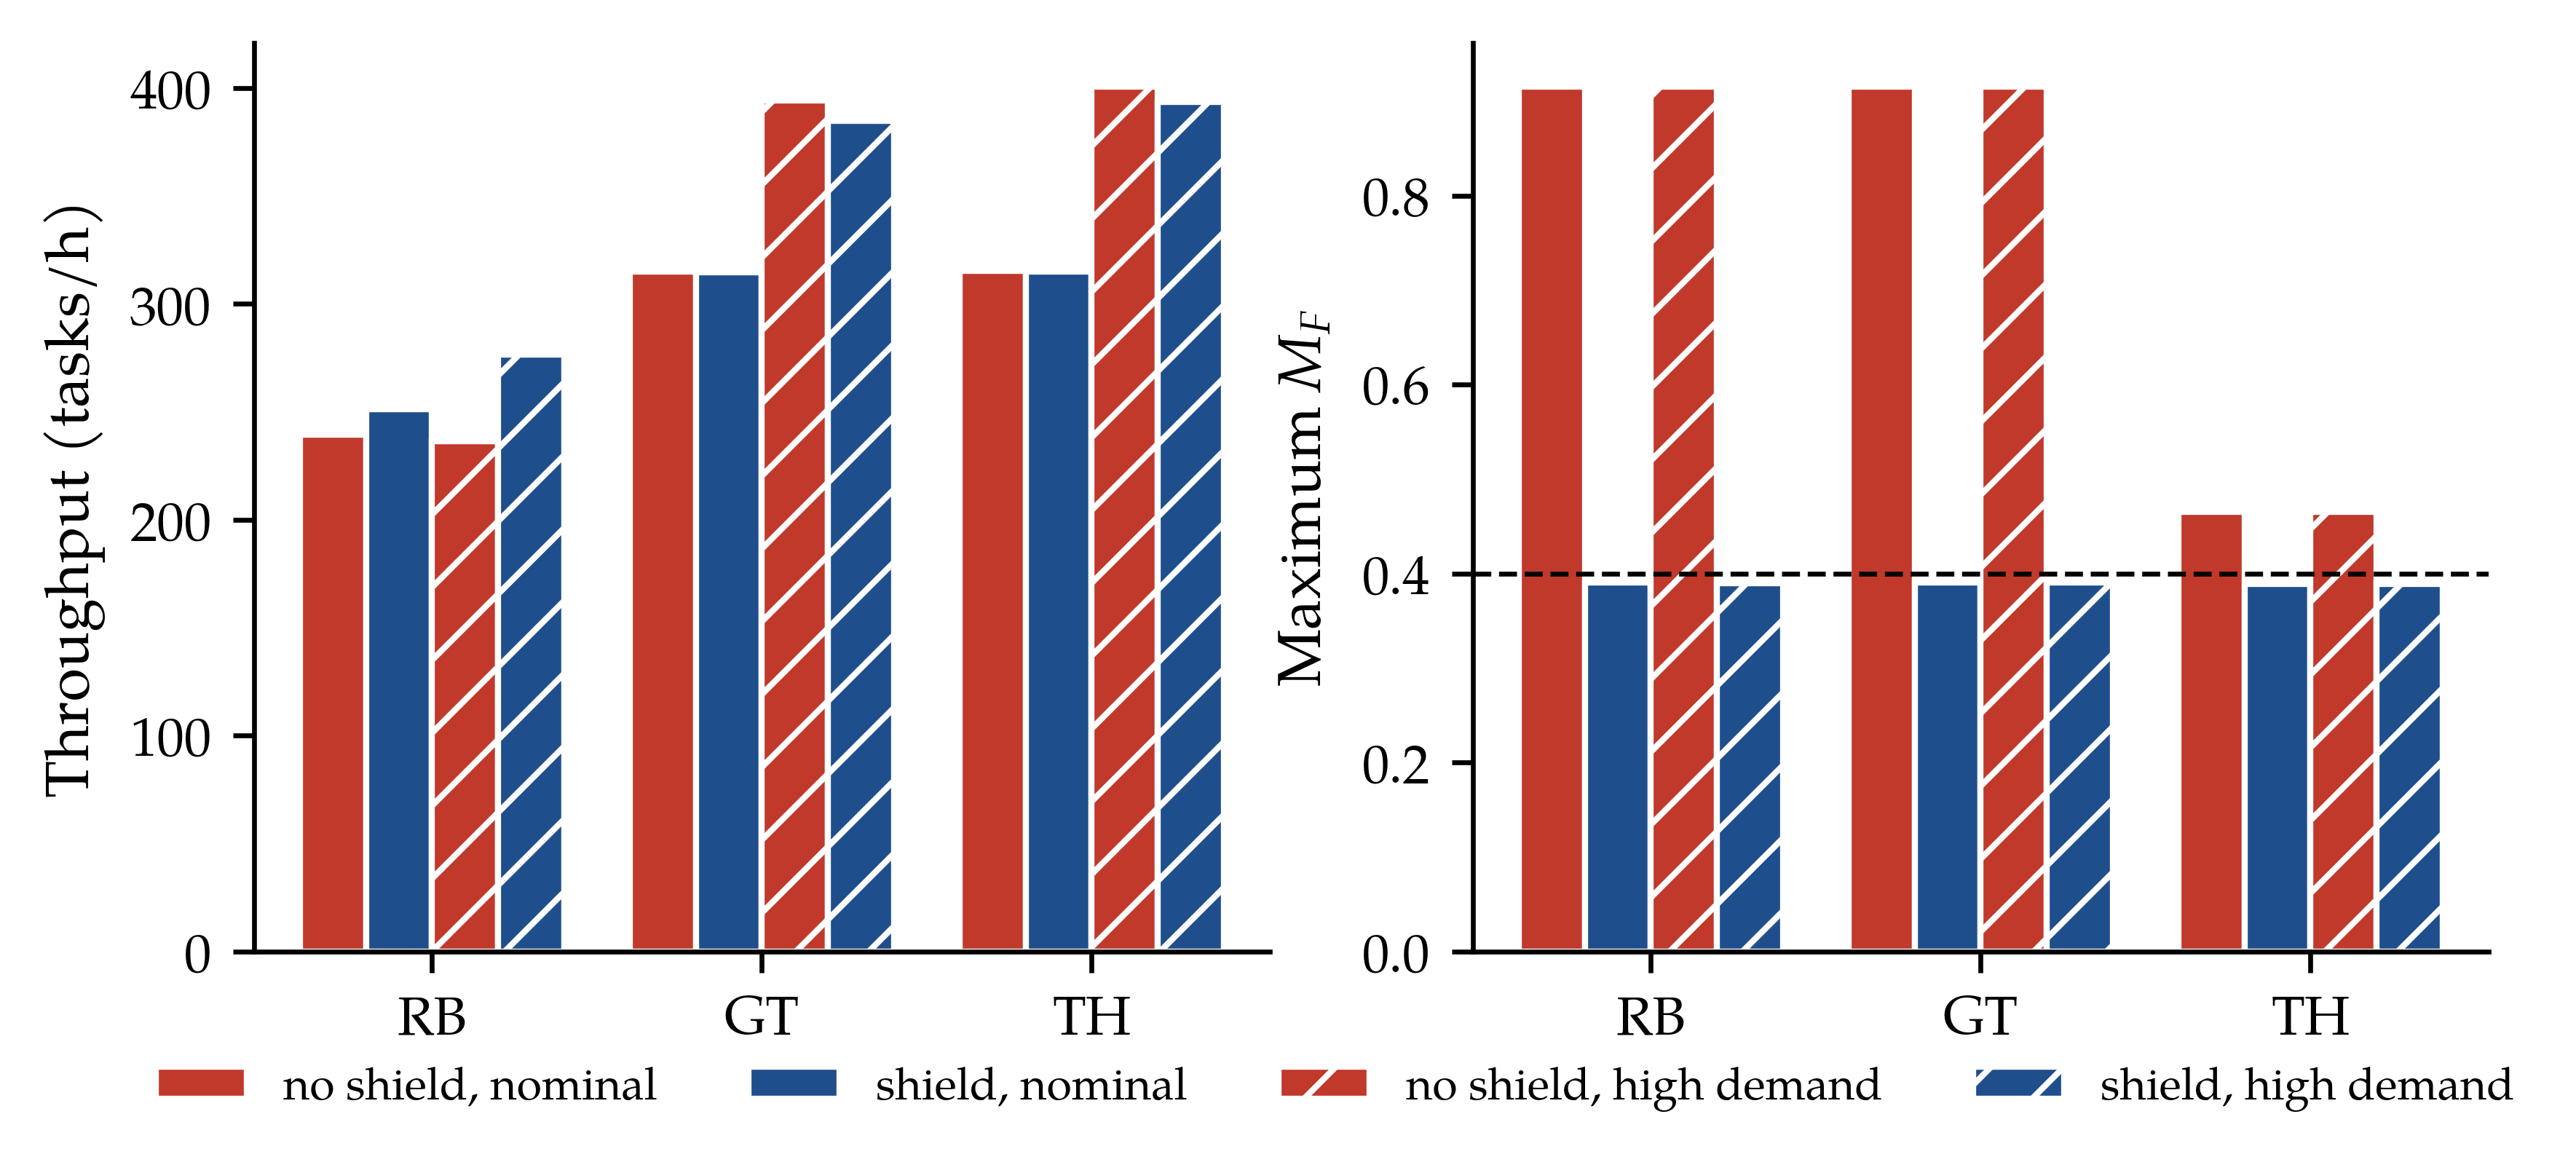 Throughput (tasks/h)
400
300
200
100
0
RB GT TH
Maximum M_F
0.8
0.6
0.4
0.2
0.0
RB GT TH
no shield, nominal shield, nominal no shield, high demand shield, high demand